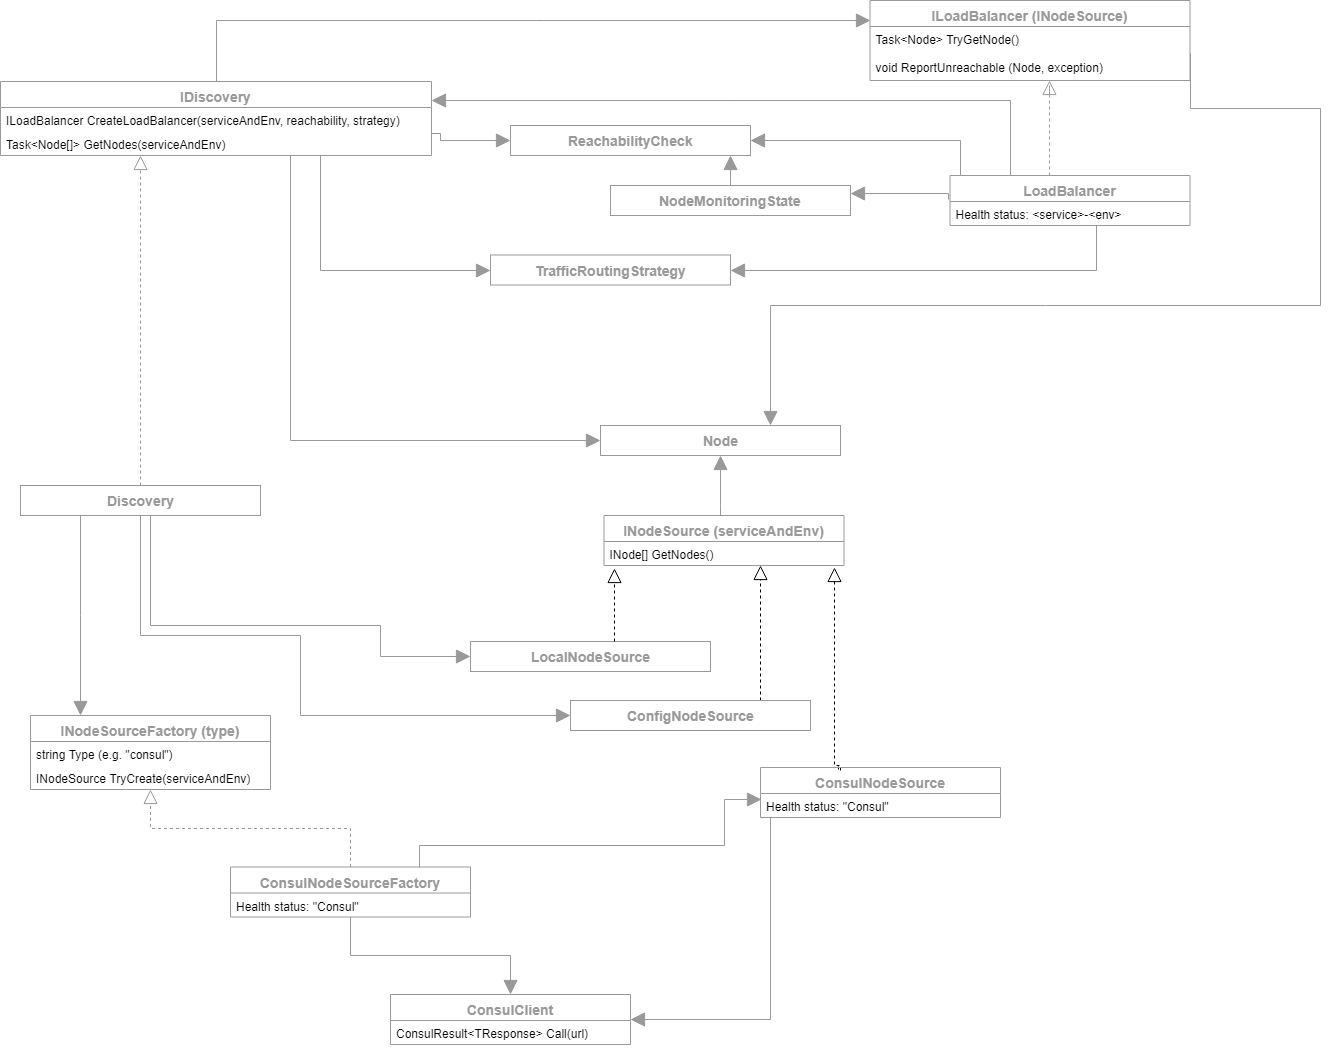 ILoadBalancer (INodeSource)
Task<Node> TryGetNode()
void ReportUnreachable (Node, exception)
IDiscovery
ILoadBalancer CreateLoadBalancer(serviceAndEnv, reachability, strategy)
Task<Node[]> GetNodes(serviceAndEnv)
ReachabilityCheck
NodeMonitoringState
LoadBalancer
Health status: <service>-<env>
TrafficRoutingStrategy
Node
Discovery
INodeSource (serviceAndEnv)
INode[] GetNodes()
LocalNodeSource
ConfigNodeSource
INodeSourceFactory (type)
string Type (e.g. "consul")
INodeSource TryCreate(serviceAndEnv)
ConsulNodeSource
Health status: "Consul"
ConsulNodeSourceFactory
Health status: "Consul"
ConsulClient
ConsulResult<TResponse> Call(url)